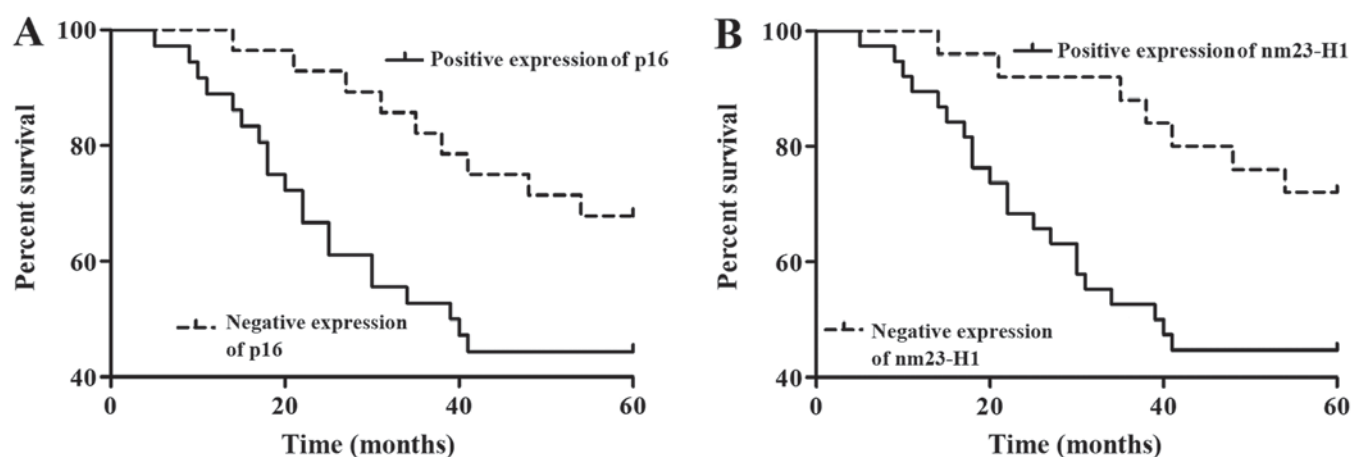 A
100
80
60
40
Percent survival
Positive expression of p16
Negative expression
of p16
0 20 40 60
Time (months)
B
100
80
60
40
Percent survival
Positive expression of nm23-H1
Negative expression
of nm23-H1
0 20 40 60
Time (months)